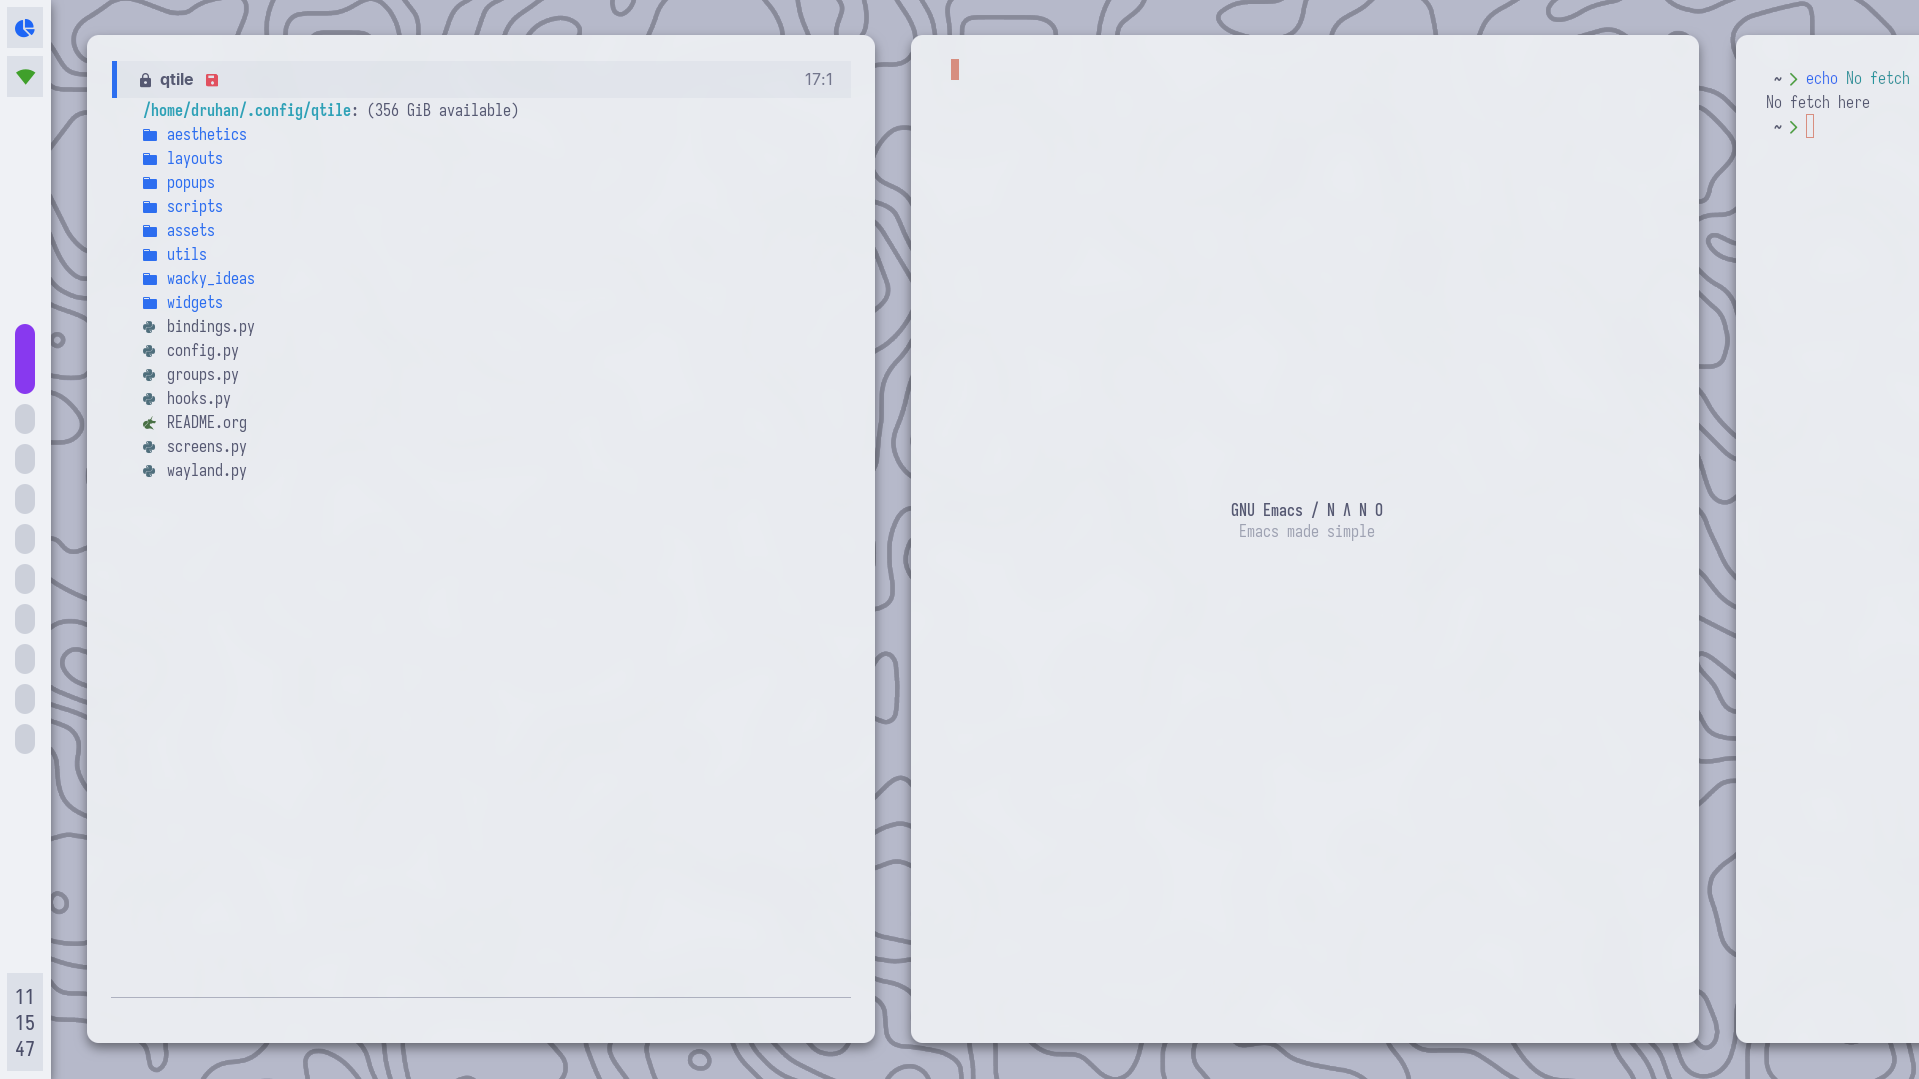 qtile 17:1
/home/druhan/.config/qtile: (356 GiB available)
aesthetics
layouts
popups
scripts
assets
utils
wacky_ideas
widgets
bindings.py
config.py
groups.py
hooks.py
README.org
screens.py
wayland.py
GNU Emacs / N Λ N O
Emacs made simple
~ > echo No fetch
No fetch here
~ >
11
15
47